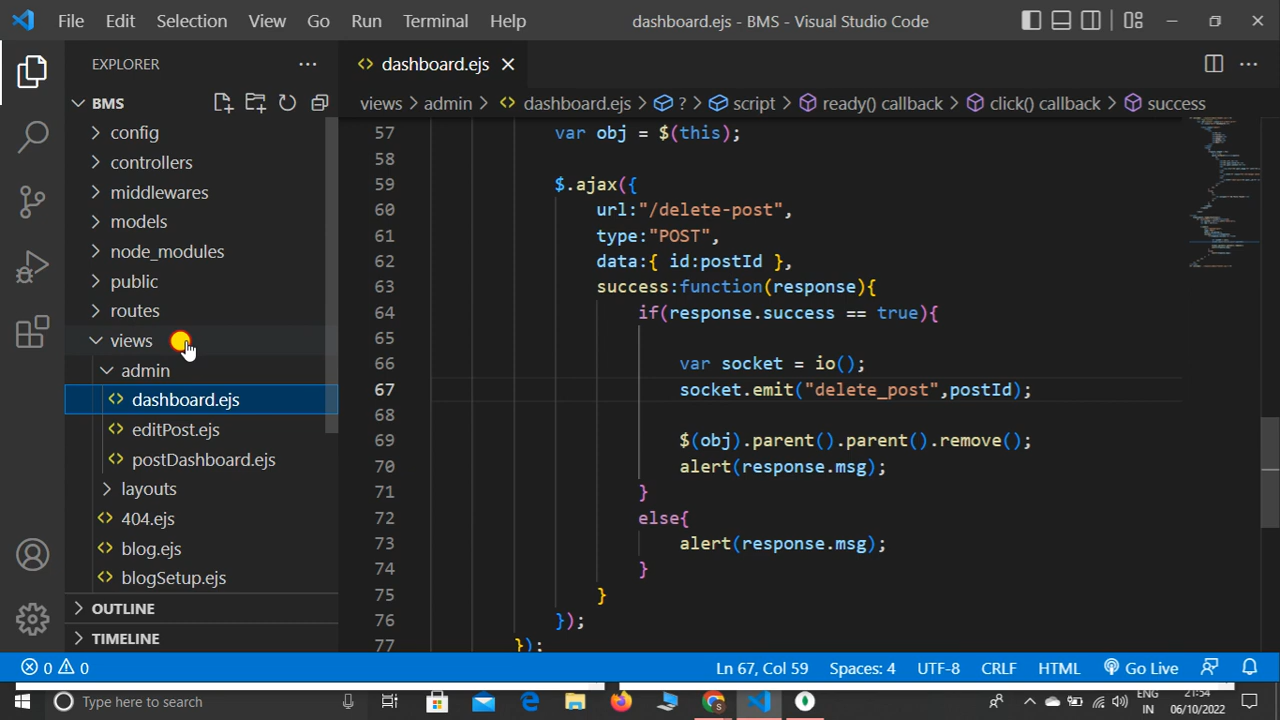 File Edit Selection View Go Run Terminal Help dashboard.ejs - BMS - Visual Studio Code
EXPLORER
dashboard.ejs
BMS
views > admin > dashboard.ejs > ? > script > ready() callback > click() callback > success
config
controllers
middlewares
models
node_modules
public
routes
views
admin
dashboard.ejs
editPost.ejs
postDashboard.ejs
layouts
404.ejs
blog.ejs
blogSetup.ejs
OUTLINE
TIMELINE
57 var obj = $(this);
58
59 $.ajax({
60 url:"/delete-post",
61 type:"POST",
62 data:{ id:postId },
63 success:function(response){
64 if(response.success == true){
65
66 var socket = io();
67 socket.emit("delete_post",postId);
68
69 $(obj).parent().parent().remove();
70 alert(response.msg);
71 }
72 else{
73 alert(response.msg);
74 }
75 }
76 });
77 });
0 0 Ln 67, Col 59 Spaces: 4 UTF-8 CRLF HTML Go Live
Type here to search
ENG
IN
21:54
06/10/2022